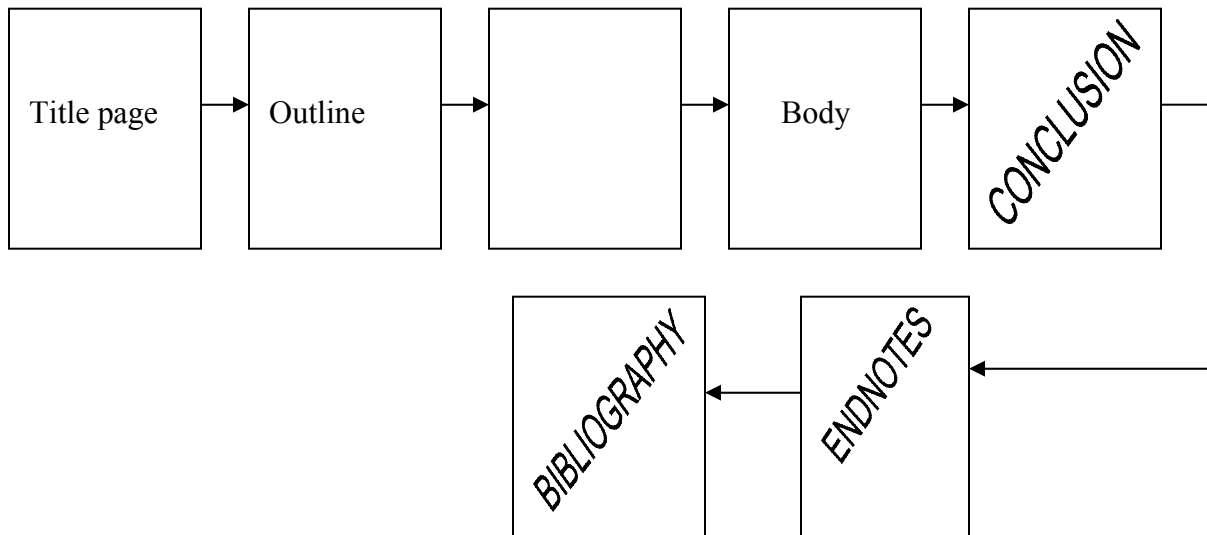 Title page
Outline
Body
CONCLUSION
ENDNOTES
BIBLIOGRAPHY